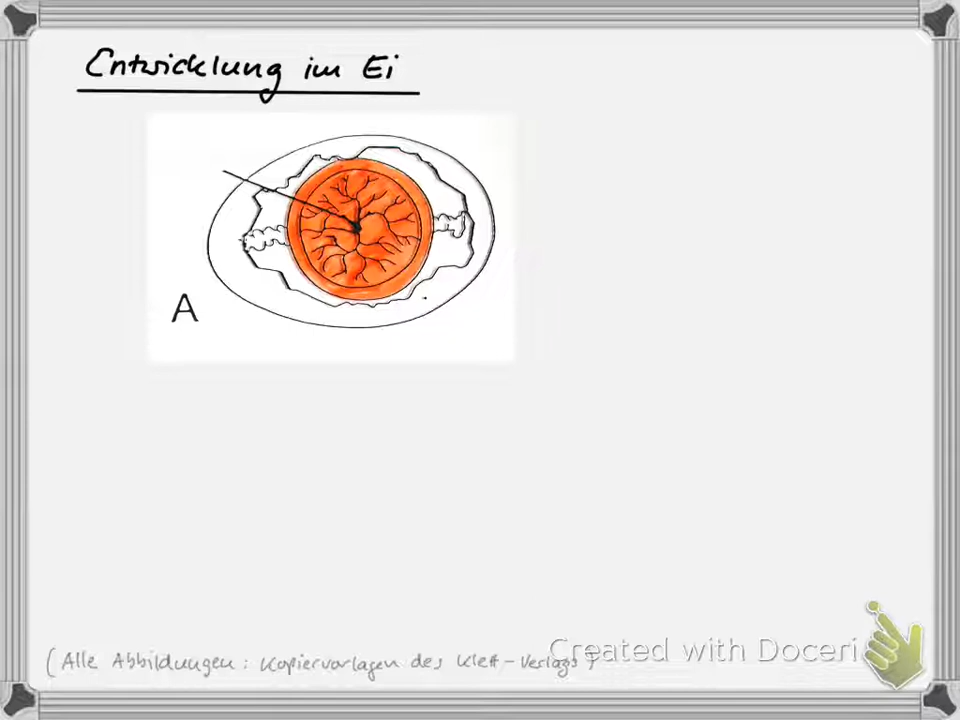 Entwicklung im Ei
A
(Alle Abbildungen: Kopiervorlagen des Klett-Verlags)
Created with Doceri